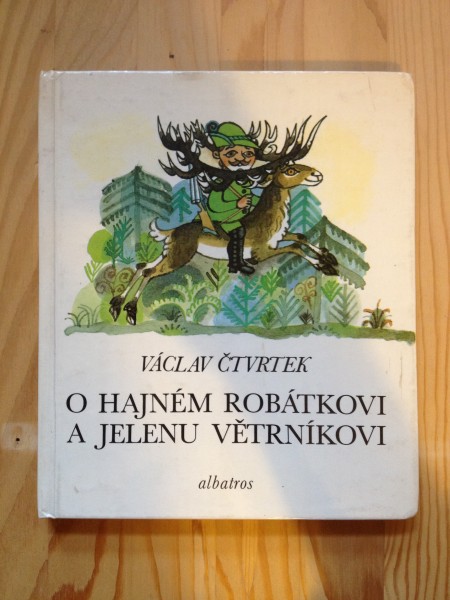 VÁCLAV ČTVRTEK
O HAJNÉM ROBÁTKOVI
A JELENU VĚTRNÍKOVI
albatros